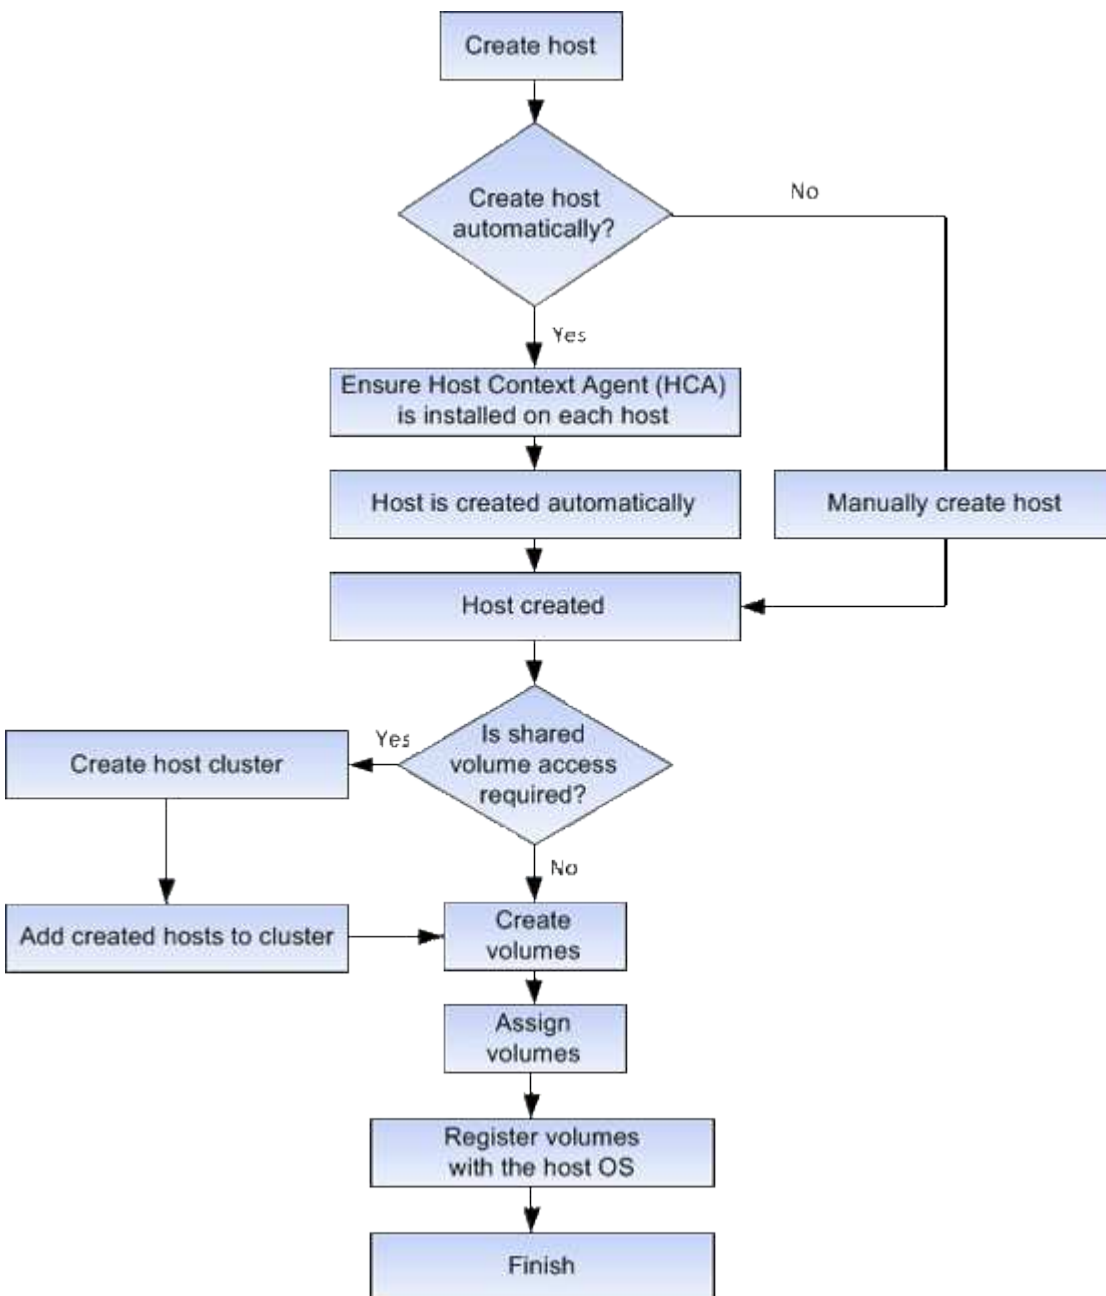 Create host
Create host
automatically?
No
Yes
Ensure Host Context Agent (HCA)
is installed on each host
Host is created automatically
Manually create host
Host created
Is shared
volume access
required?
Yes
Create host cluster
No
Add created hosts to cluster
Create
volumes
Assign
volumes
Register volumes
with the host OS
Finish